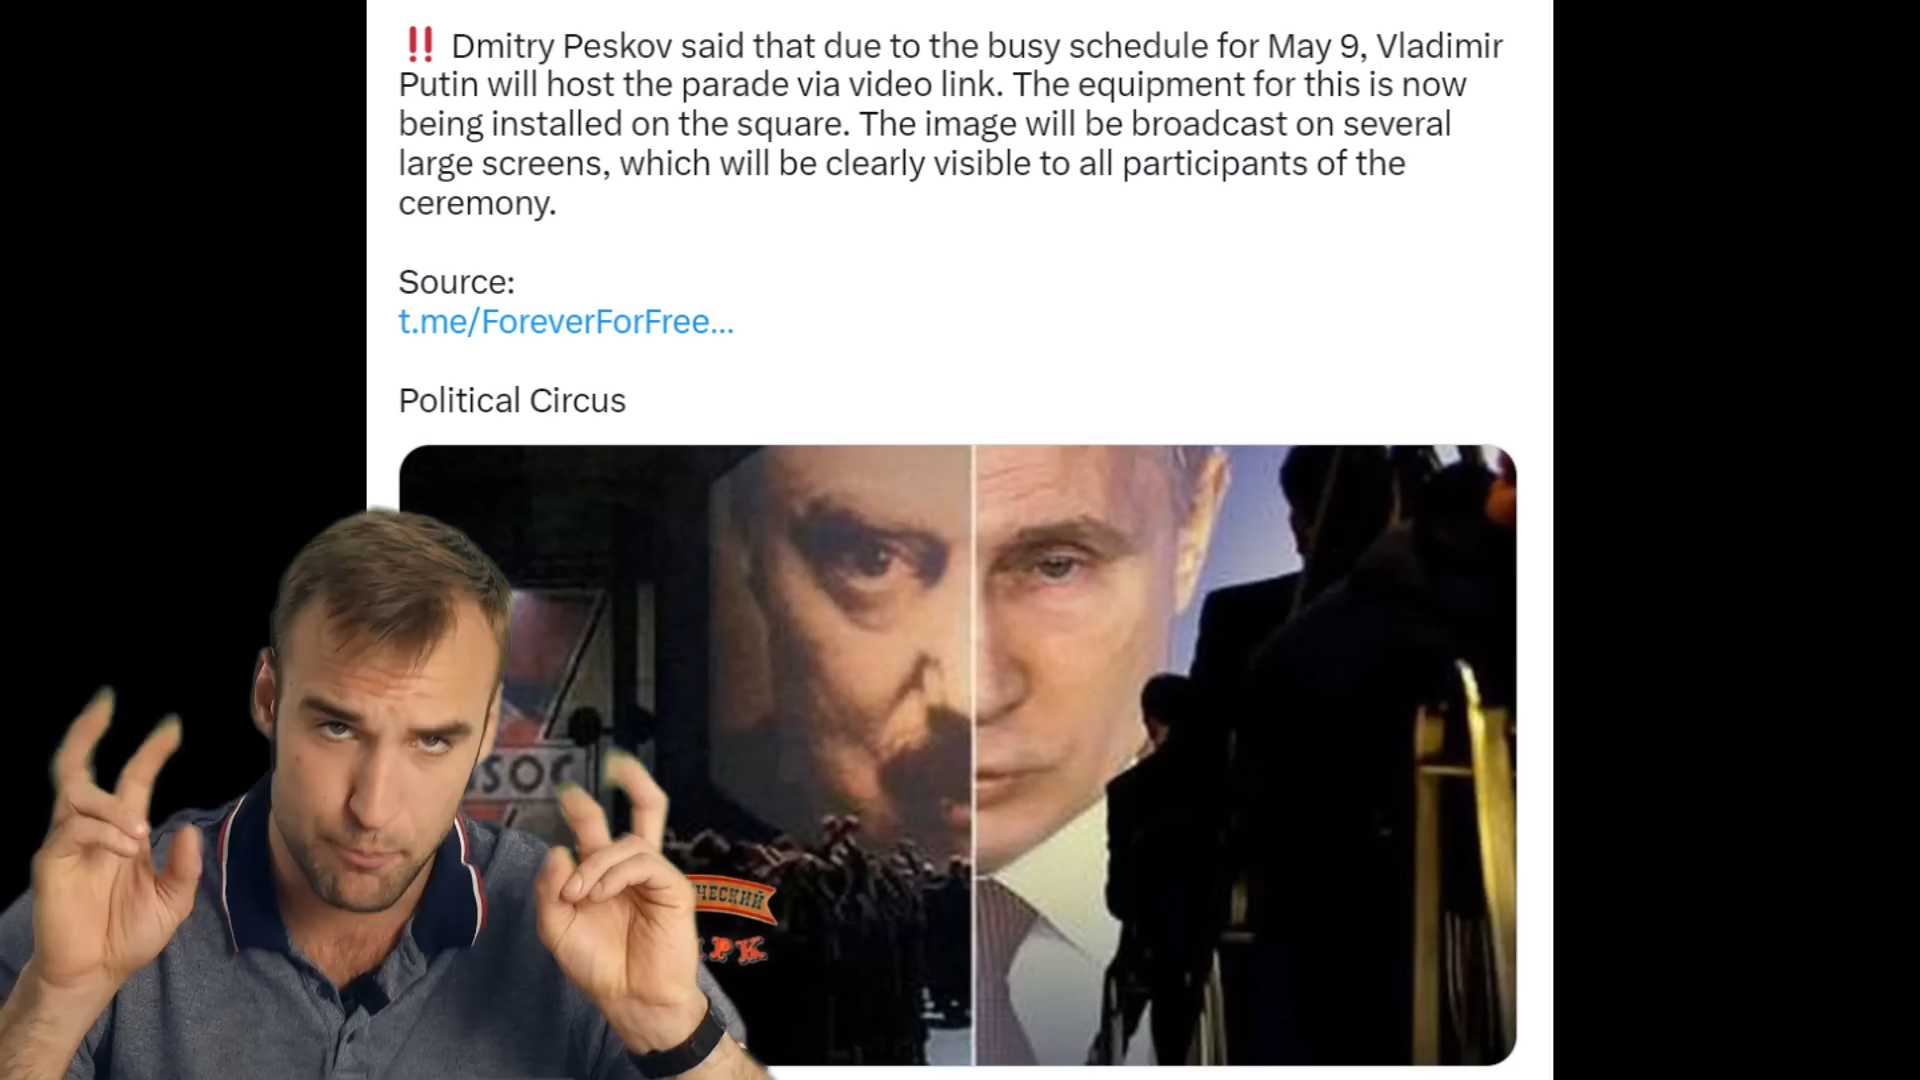 ‼ Dmitry Peskov said that due to the busy schedule for May 9, Vladimir
Putin will host the parade via video link. The equipment for this is now
being installed on the square. The image will be broadcast on several
large screens, which will be clearly visible to all participants of the
ceremony.
Source:
t.me/ForeverForFree...
Political Circus
SOC
ЧЕСКИЙ
РК